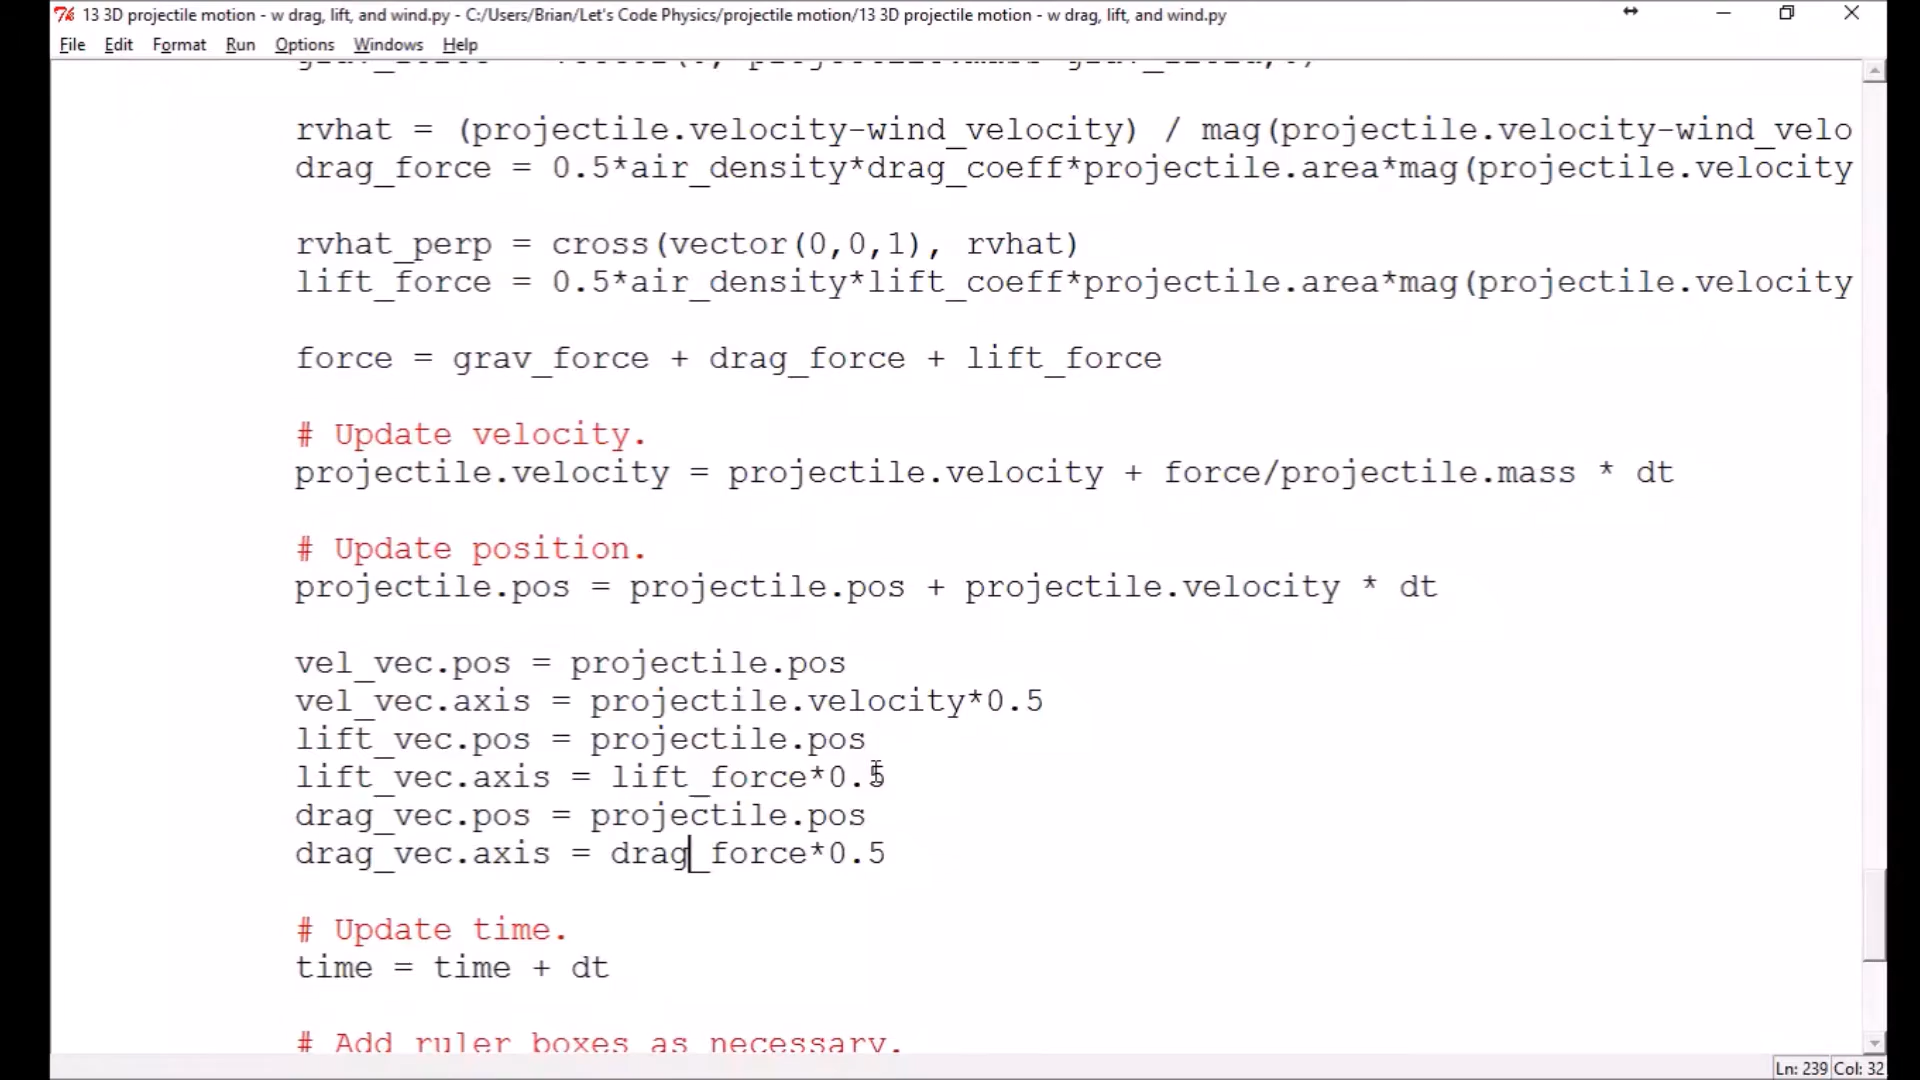 13 3D projectile motion - w drag, lift, and wind.py - C:/Users/Brian/Let's Code Physics/projectile motion/13 3D projectile motion - w drag, lift, and wind.py
File Edit Format Run Options Windows Help
rvhat = (projectile.velocity-wind_velocity) / mag(projectile.velocity-wind_velo
drag_force = 0.5*air_density*drag_coeff*projectile.area*mag(projectile.velocity
rvhat_perp = cross(vector(0,0,1), rvhat)
lift_force = 0.5*air_density*lift_coeff*projectile.area*mag(projectile.velocity
force = grav_force + drag_force + lift_force
# Update velocity.
projectile.velocity = projectile.velocity + force/projectile.mass * dt
# Update position.
projectile.pos = projectile.pos + projectile.velocity * dt
vel_vec.pos = projectile.pos
vel_vec.axis = projectile.velocity*0.5
lift_vec.pos = projectile.pos
lift_vec.axis = lift_force*0.5
drag_vec.pos = projectile.pos
drag_vec.axis = drag_force*0.5
# Update time.
time = time + dt
# Add ruler boxes as necessary.
Ln: 239 Col: 32